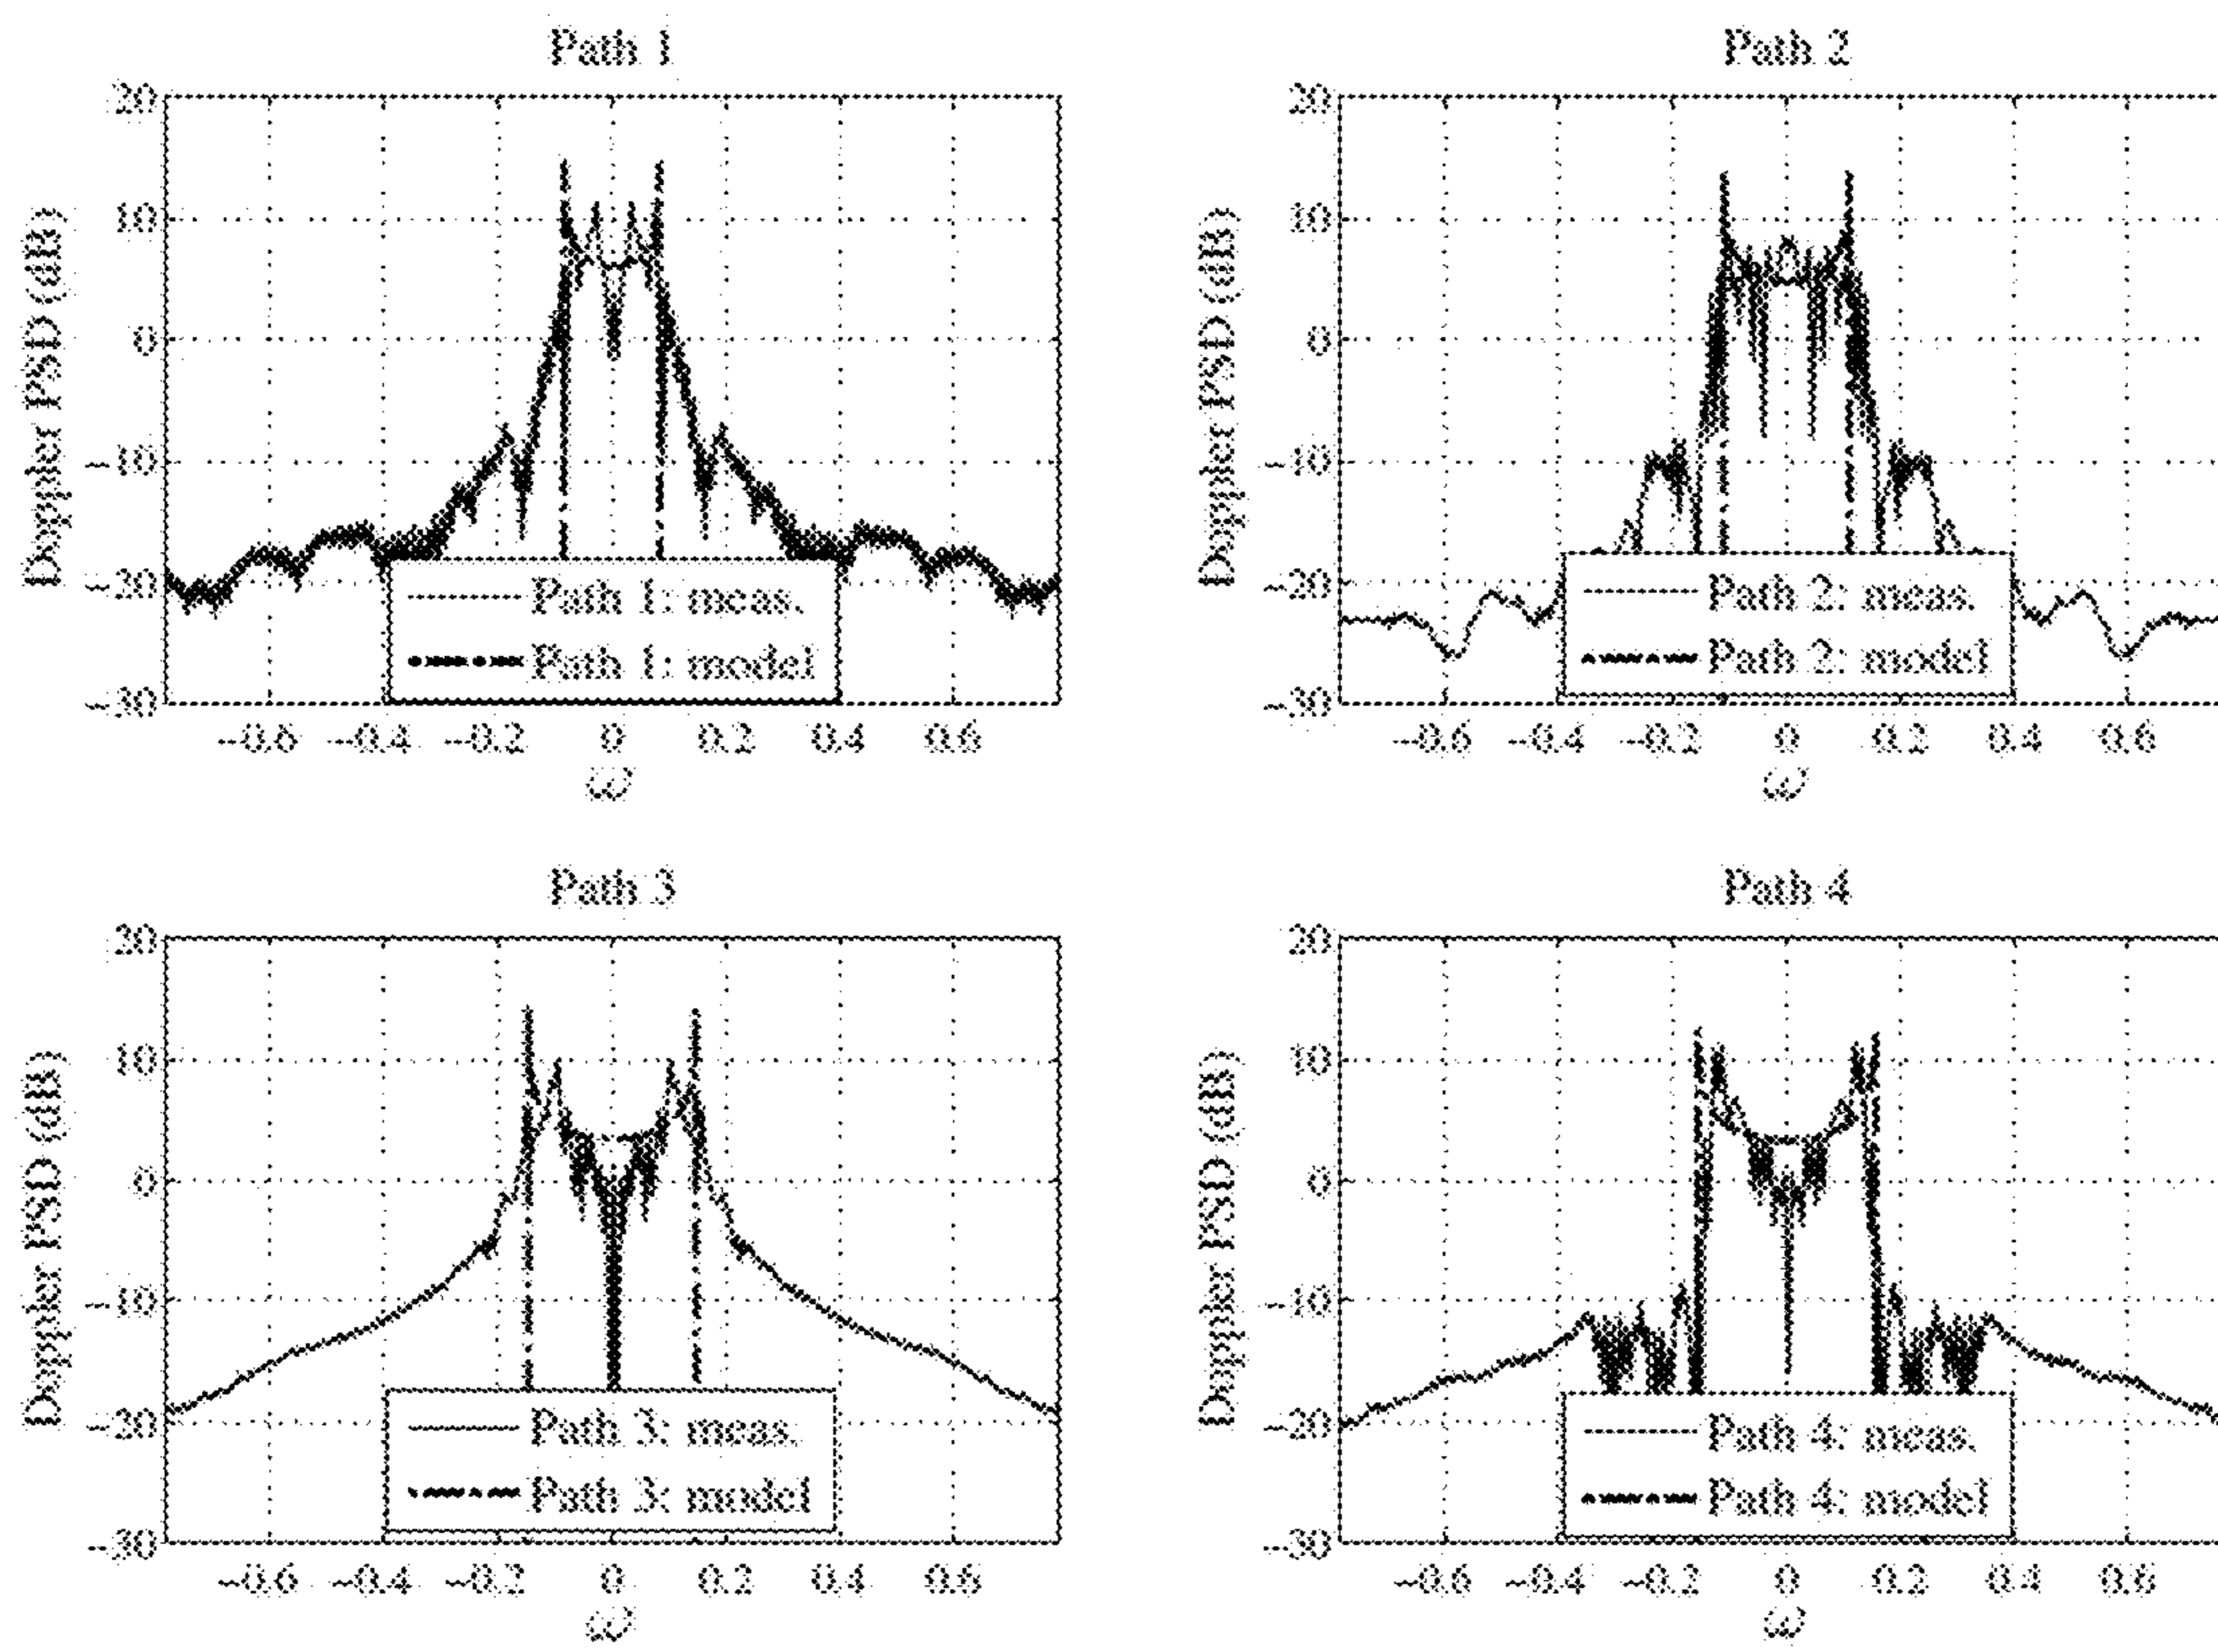 Path 1
20
10
0
-10
-20
-30
Doppler PSD (dB)
Path 1: meas.
Path 1: model
-0.6 -0.4 -0.2 0 0.2 0.4 0.6
ω
Path 2
20
10
0
-10
-20
-30
Doppler PSD (dB)
Path 2: meas.
Path 2: model
-0.6 -0.4 -0.2 0 0.2 0.4 0.6
ω
Path 3
20
10
0
-10
-20
-30
Doppler PSD (dB)
Path 3: meas.
Path 3: model
-0.6 -0.4 -0.2 0 0.2 0.4 0.6
ω
Path 4
20
10
0
-10
-20
-30
Doppler PSD (dB)
Path 4: meas.
Path 4: model
-0.6 -0.4 -0.2 0 0.2 0.4 0.6
ω